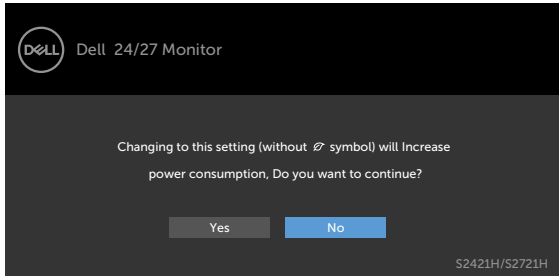 DELL
Dell 24/27 Monitor
Changing to this setting (without symbol) will Increase
power consumption, Do you want to continue?
Yes No
S2421H/S2721H